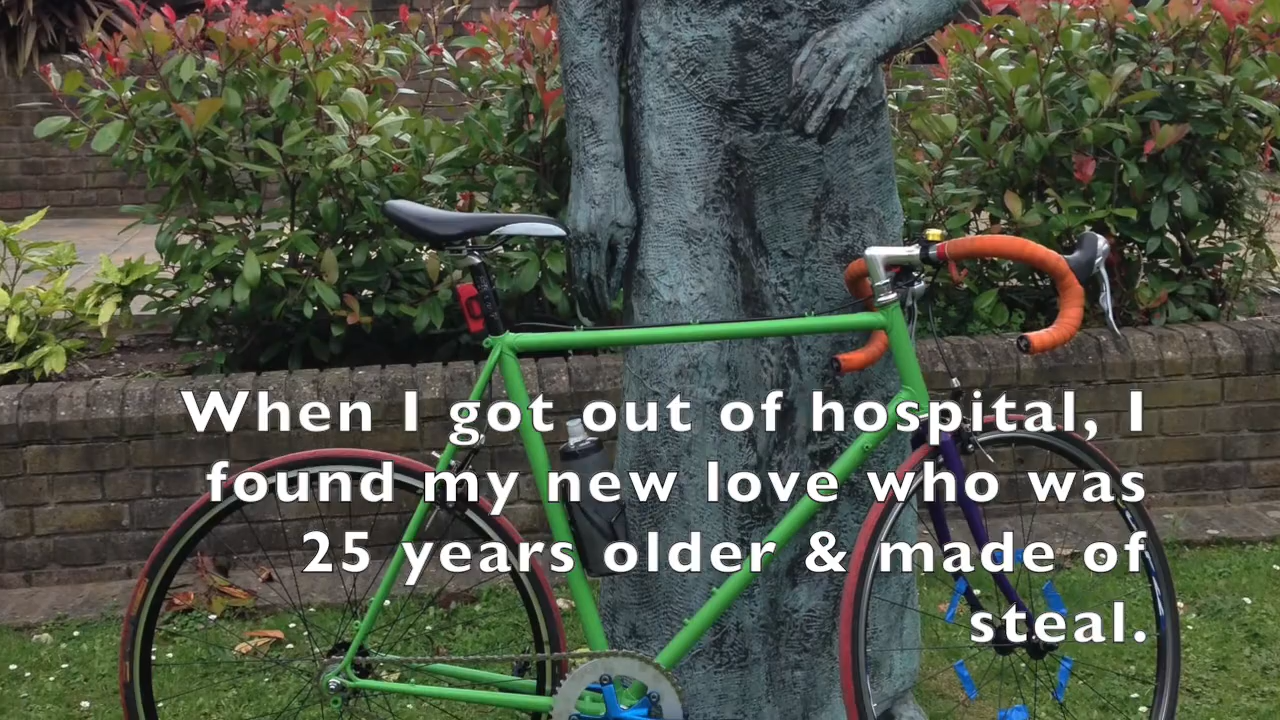 When I got out of hospital, I
found my new love who was
25 years older & made of
steal.